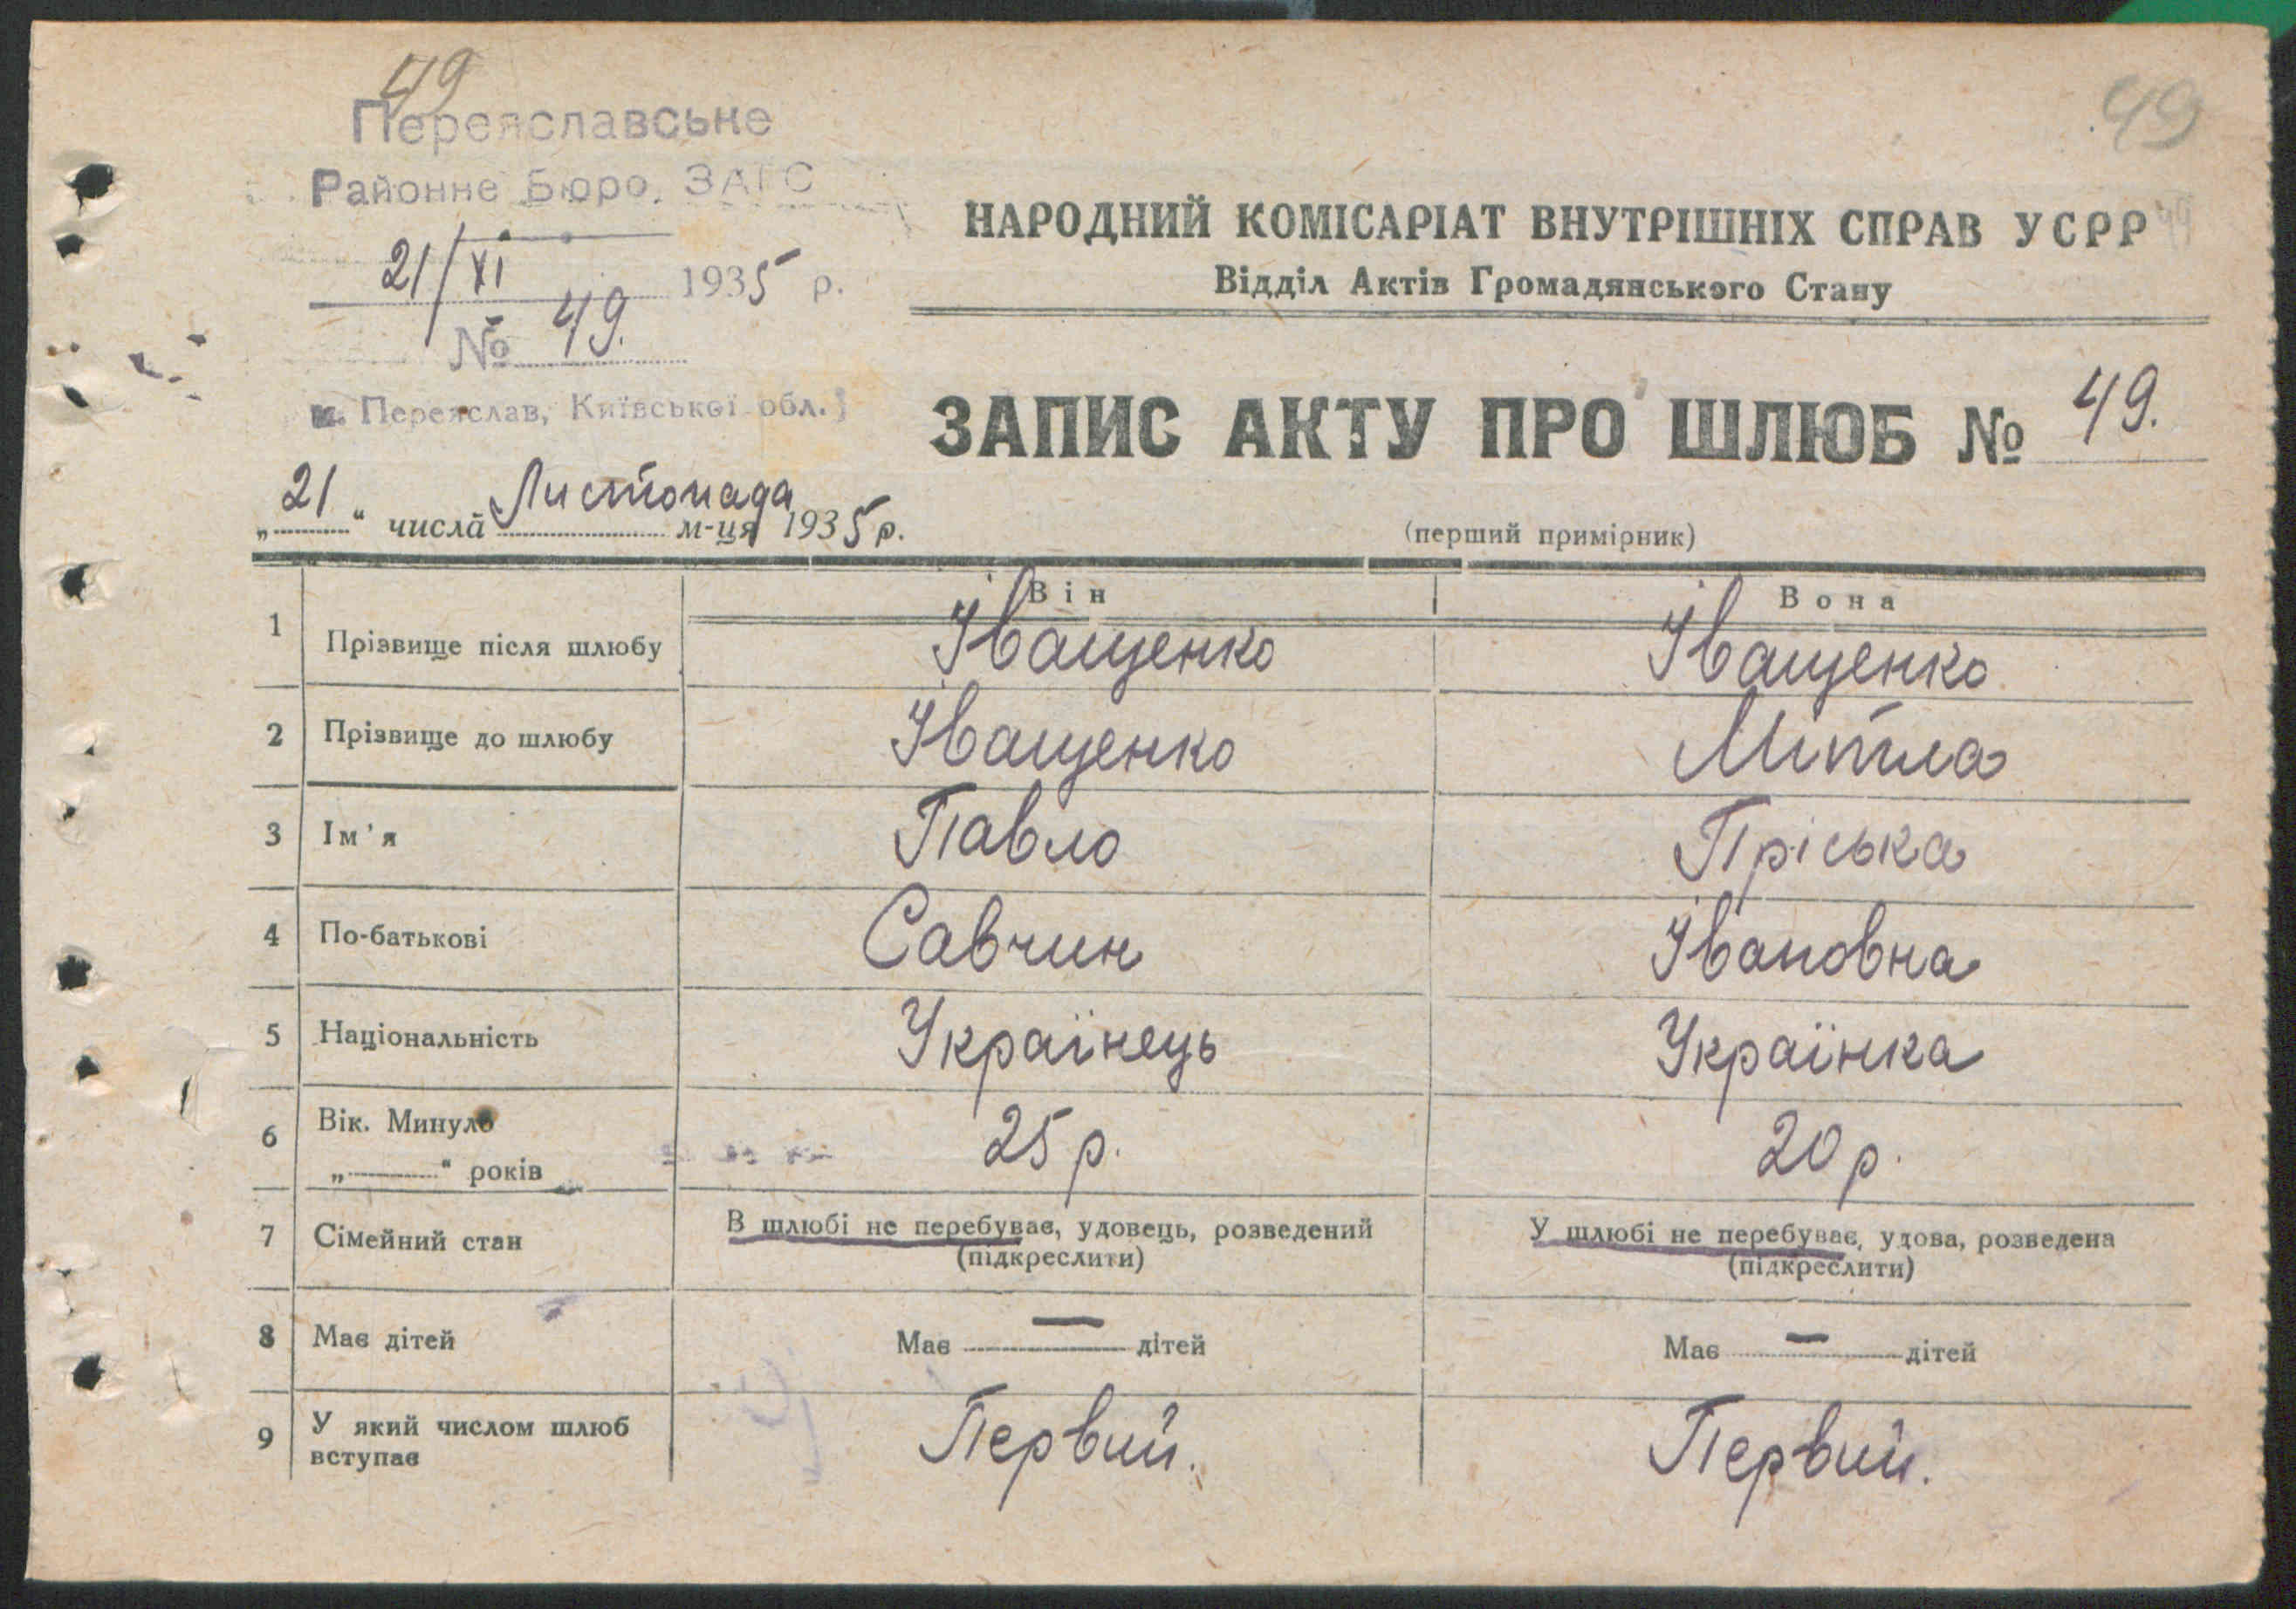 49
49
Переяславське
Районне Бюро ЗАГС
21/XI 1935 р.
№ 49.
м. Переяслав, Київської обл.
НАРОДНИЙ КОМІСАРІАТ ВНУТРІШНІХ СПРАВ УСРР
Відділ Актів Громадянського Стану
ЗАПИС АКТУ ПРО ШЛЮБ № 49.
„21“ числа Листопада м-ця 1935 р.
(перший примірник)
Він Вона
1 Прізвище після шлюбу Іващенко Іващенко
2 Прізвище до шлюбу Іващенко Митла
3 Ім'я Павло Пріська
4 По-батькові Савчин Івановна
5 Національність Українець Українка
6 Вік. Минуло „ “ років 25 р. 20 р.
7 Сімейний стан В шлюбі не перебуває, удовець, розведений (підкреслити) У шлюбі не перебуває, удова, розведена (підкреслити)
8 Має дітей Має — дітей Має — дітей
9 У який числом шлюб вступає Первий. Первий.